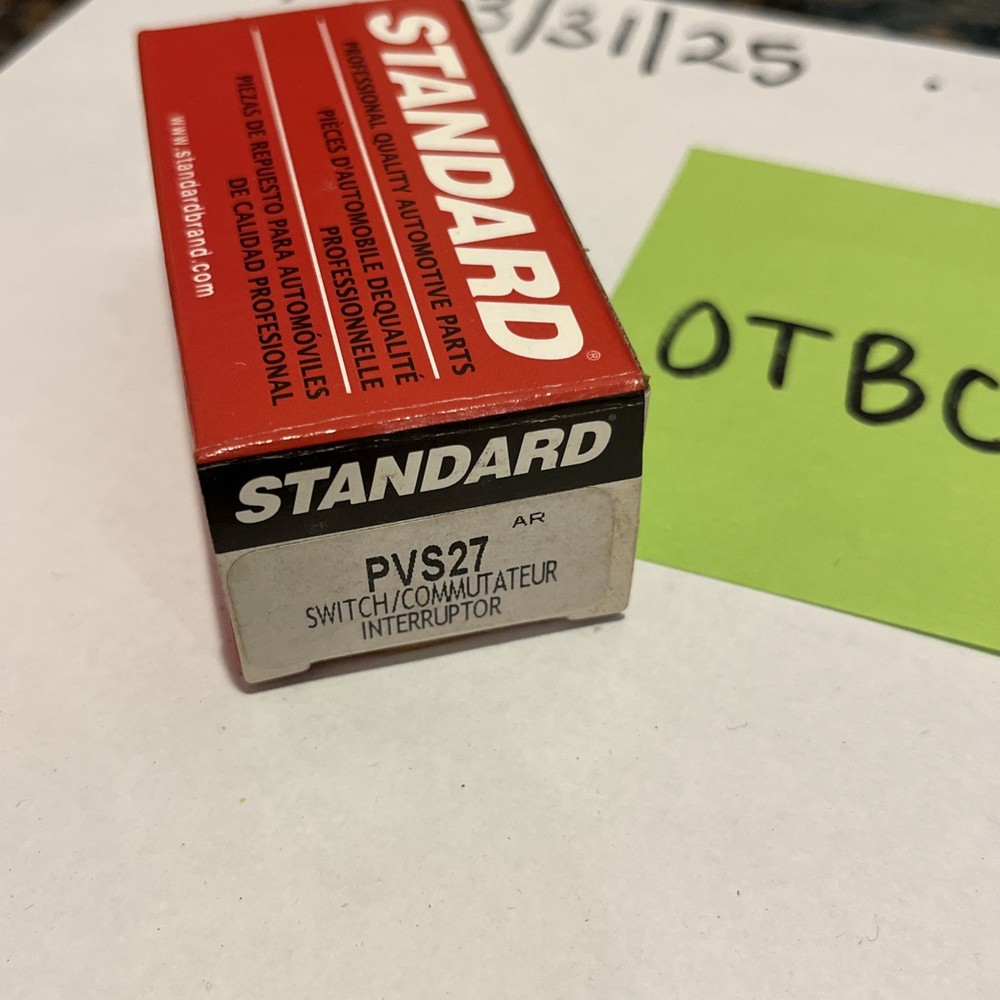 3/31/25
STANDARD®
PROFESSIONAL QUALITY AUTOMOTIVE PARTS
PIÈCES D'AUTOMOBILE DEQUALITÉ
PROFESSIONNELLE
PIEZAS DE REPUESTO PARA AUTOMÓVILES
DE CALIDAD PROFESIONAL
www.standardbrand.com
OTBC
STANDARD
AR
PVS27
SWITCH/COMMUTATEUR
INTERRUPTOR